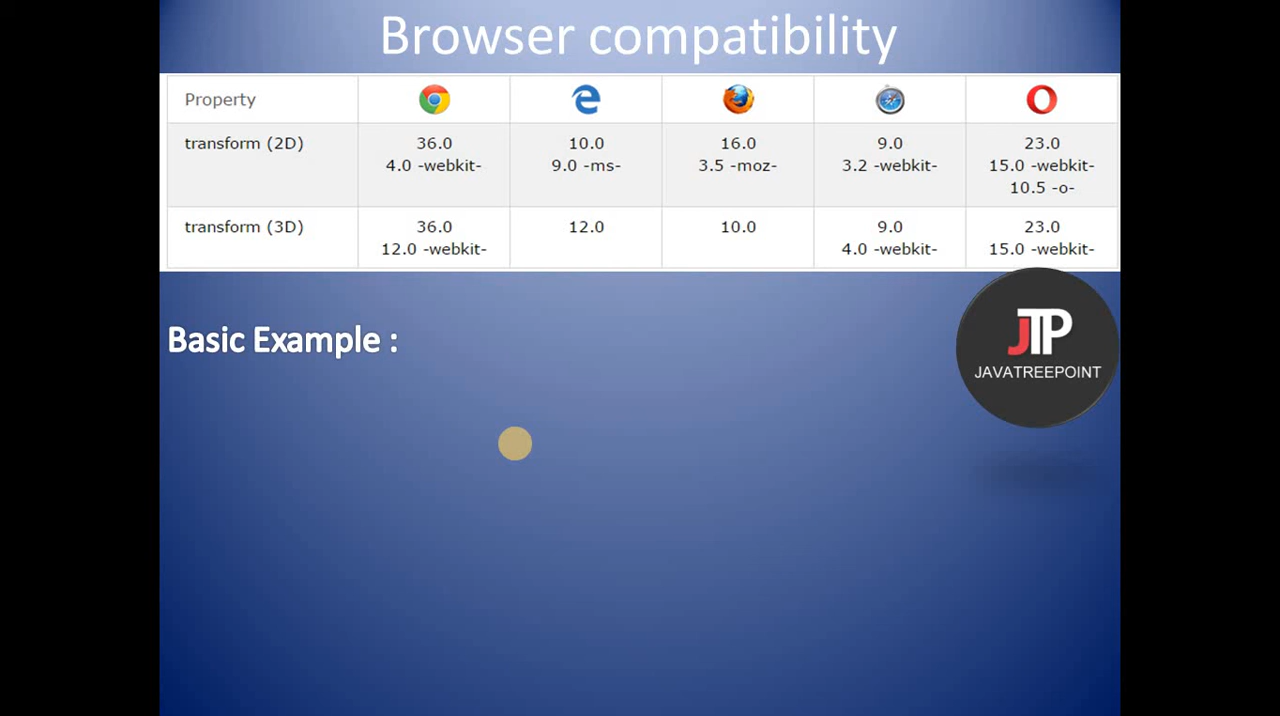 Browser compatibility
Property
transform (2D) 36.0 10.0 16.0 9.0 23.0
4.0 -webkit- 9.0 -ms- 3.5 -moz- 3.2 -webkit- 15.0 -webkit-
10.5 -o-
transform (3D) 36.0 12.0 10.0 9.0 23.0
12.0 -webkit- 4.0 -webkit- 15.0 -webkit-
Basic Example :
JTP
JAVATREEPOINT